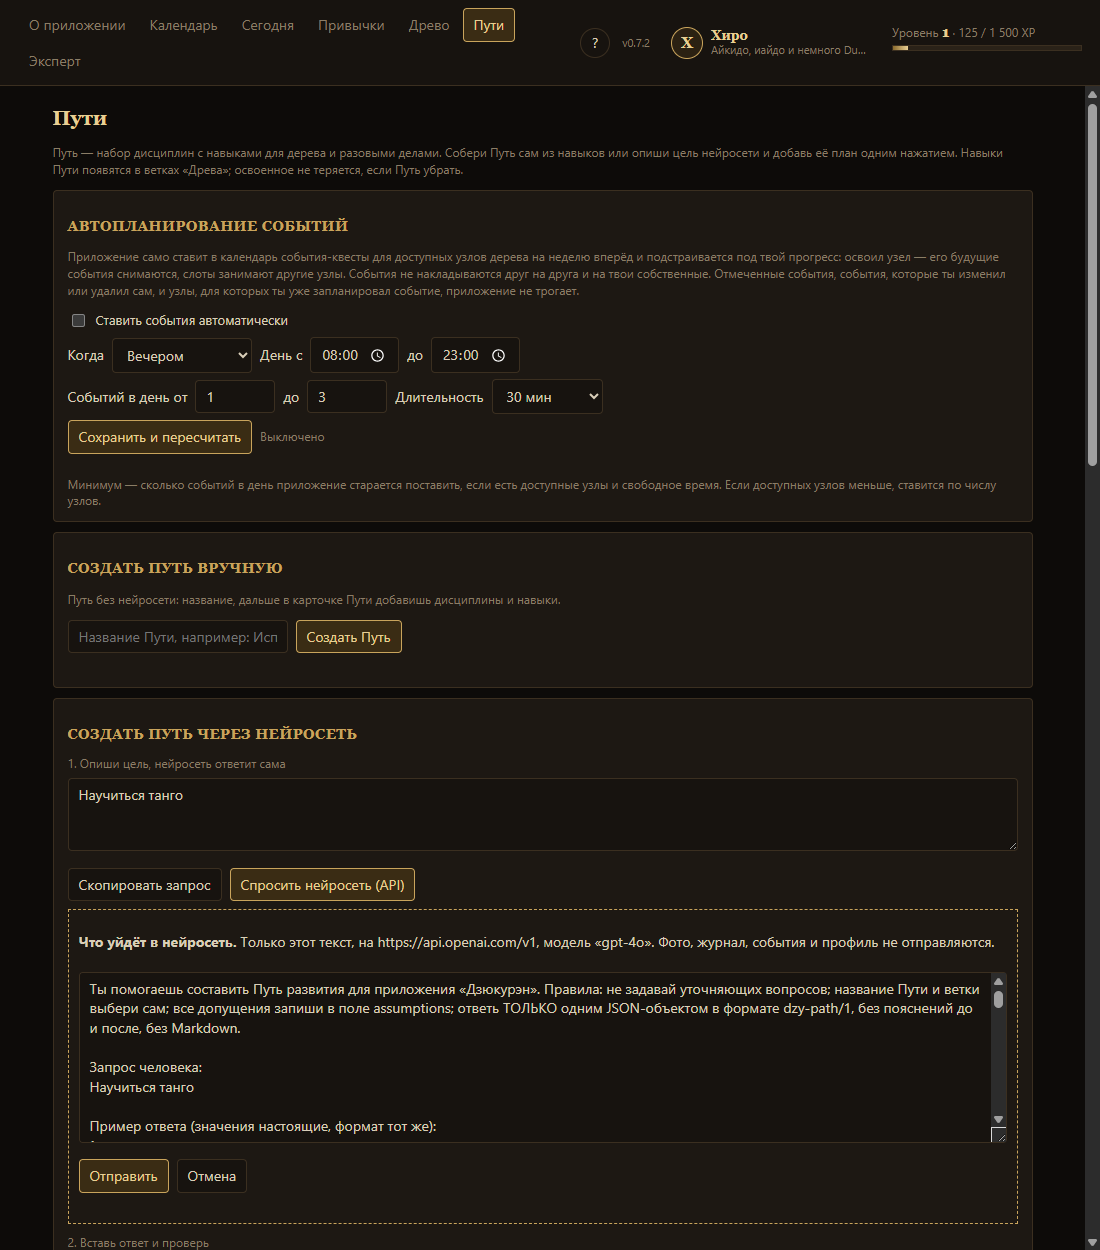 О приложении Календарь Сегодня Привычки Древо Пути
Эксперт
?
v0.7.2
Х
Хиро
Айкидо, иайдо и немного Du...
Уровень 1 · 125 / 1 500 XP
Пути
Путь — набор дисциплин с навыками для дерева и разовыми делами. Собери Путь сам из навыков или опиши цель нейросети и добавь её план одним нажатием. Навыки
Пути появятся в ветках «Древа»; освоенное не теряется, если Путь убрать.
АВТОПЛАНИРОВАНИЕ СОБЫТИЙ
Приложение само ставит в календарь события-квесты для доступных узлов дерева на неделю вперёд и подстраивается под твой прогресс: освоил узел — его будущие
события снимаются, слоты занимают другие узлы. События не накладываются друг на друга и на твои собственные. Отмеченные события, события, которые ты изменил
или удалил сам, и узлы, для которых ты уже запланировал событие, приложение не трогает.
Ставить события автоматически
Когда Вечером День с 08:00 до 23:00
Событий в день от 1 до 3 Длительность 30 мин
Сохранить и пересчитать Выключено
Минимум — сколько событий в день приложение старается поставить, если есть доступные узлы и свободное время. Если доступных узлов меньше, ставится по числу
узлов.
СОЗДАТЬ ПУТЬ ВРУЧНУЮ
Путь без нейросети: название, дальше в карточке Пути добавишь дисциплины и навыки.
Название Пути, например: Исп Создать Путь
СОЗДАТЬ ПУТЬ ЧЕРЕЗ НЕЙРОСЕТЬ
1. Опиши цель, нейросеть ответит сама
Научиться танго
Скопировать запрос Спросить нейросеть (API)
Что уйдёт в нейросеть. Только этот текст, на https://api.openai.com/v1, модель «gpt-4o». Фото, журнал, события и профиль не отправляются.
Ты помогаешь составить Путь развития для приложения «Дзюкурэн». Правила: не задавай уточняющих вопросов; название Пути и ветки
выбери сам; все допущения запиши в поле assumptions; ответь ТОЛЬКО одним JSON-объектом в формате dzy-path/1, без пояснений до
и после, без Markdown.
Запрос человека:
Научиться танго
Пример ответа (значения настоящие, формат тот же):
Отправить Отмена
2. Вставь ответ и проверь